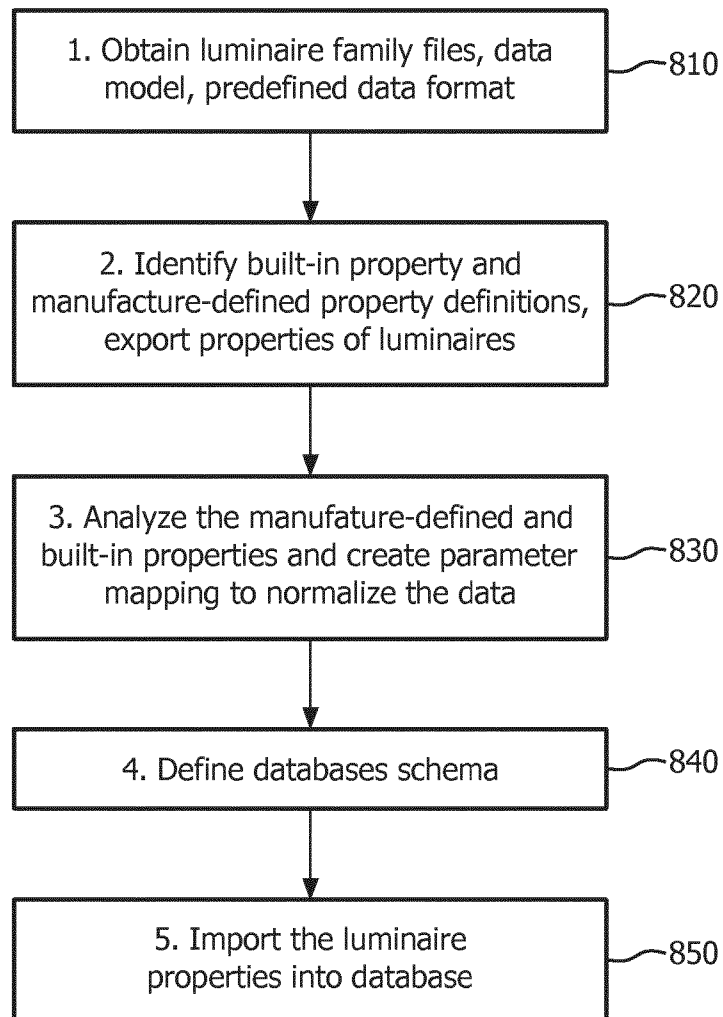 1. Obtain luminaire family files, data
model, predefined data format
810
2. Identify built-in property and
manufacture-defined property definitions,
export properties of luminaires
820
3. Analyze the manufature-defined and
built-in properties and create parameter
mapping to normalize the data
830
4. Define databases schema
840
5. Import the luminaire
properties into database
850